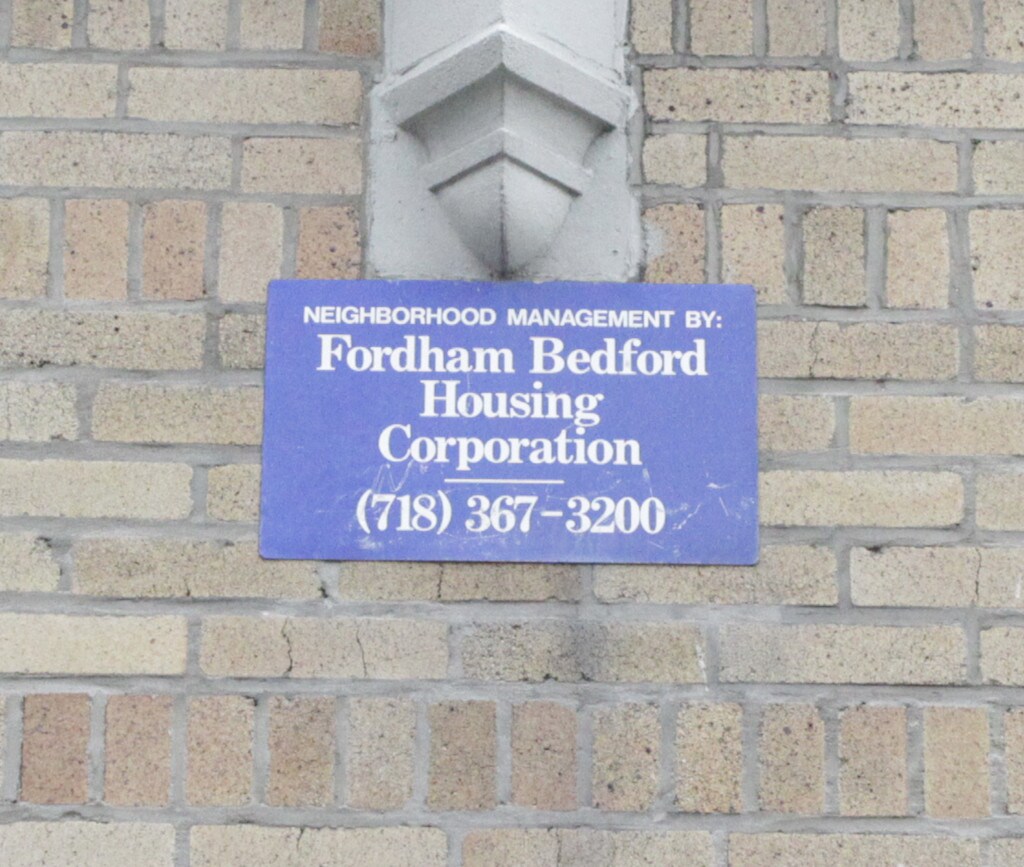 NEIGHBORHOOD MANAGEMENT BY:
Fordham Bedford
Housing
Corporation
(718) 367-3200